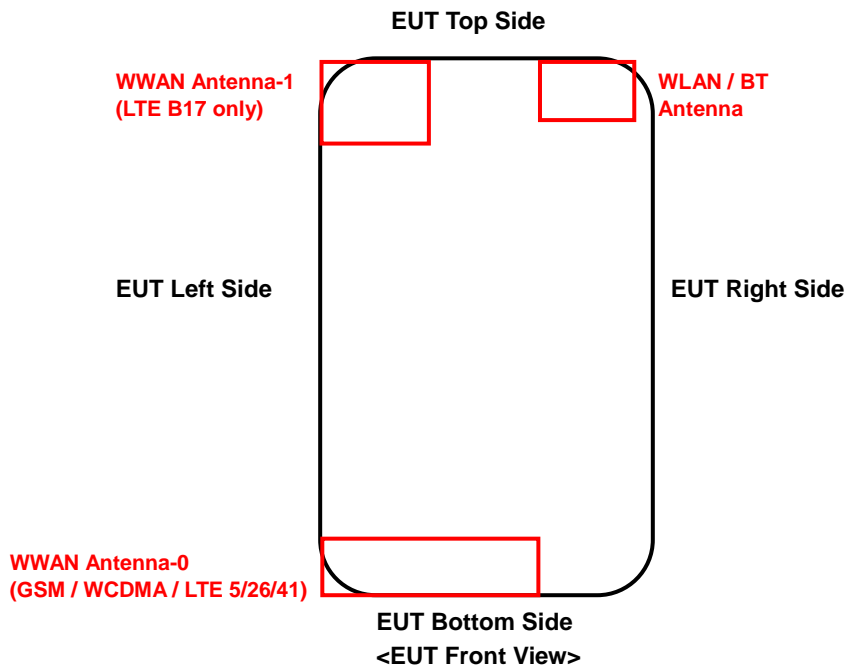 EUT Top Side
WWAN Antenna-1
(LTE B17 only)
WLAN / BT
Antenna
EUT Left Side
EUT Right Side
WWAN Antenna-0
(GSM / WCDMA / LTE 5/26/41)
EUT Bottom Side
<EUT Front View>